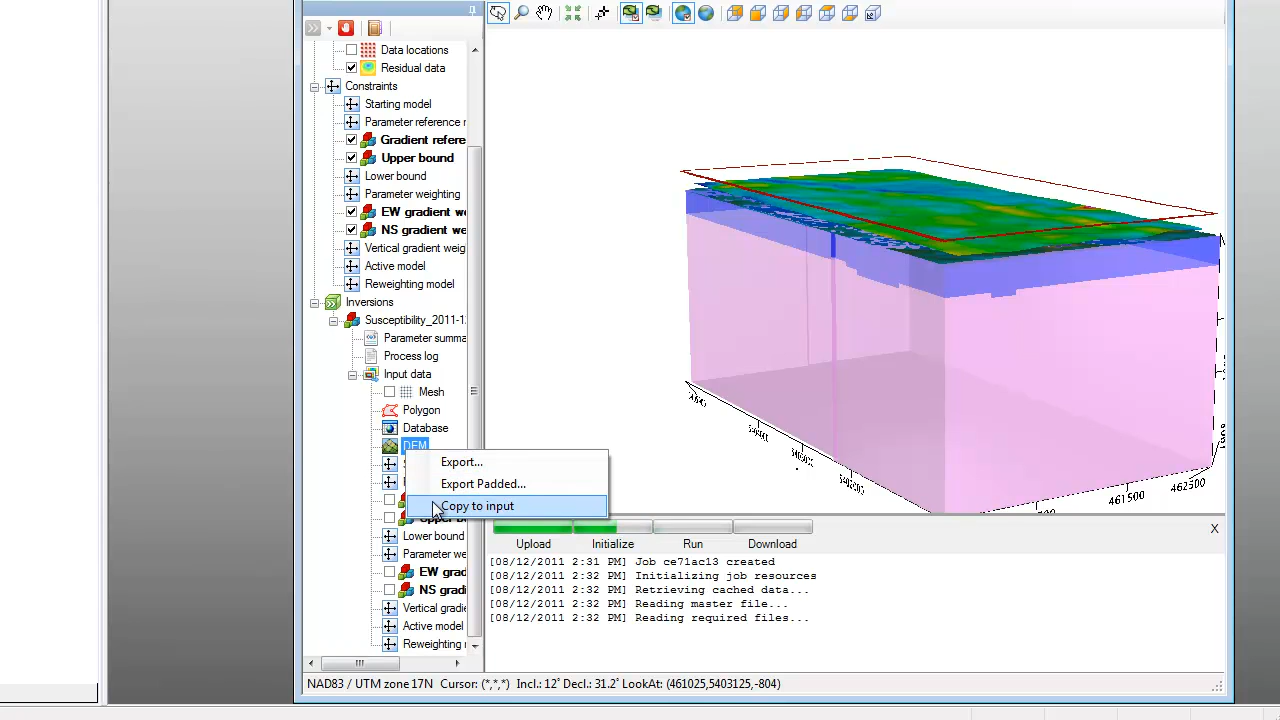 Data locations
Residual data
Constraints
Starting model
Parameter reference r
Gradient refere
Upper bound
Lower bound
Parameter weighting
EW gradient we
NS gradient we
Vertical gradient weig
Active model
Reweighting model
Inversions
Susceptibility_2011-1
Parameter summa
Process log
Input data
Mesh
Polygon
Database
DEM
Export...
Export Padded...
Copy to input
Lower bound
Parameter we
EW grad
NS gradi
Vertical gradie
Active model
Reweighting
461500
462500
Upload Initialize Run Download
X
[08/12/2011 2:31 PM] Job ce71ac13 created
[08/12/2011 2:32 PM] Initializing job resources
[08/12/2011 2:32 PM] Retrieving cached data...
[08/12/2011 2:32 PM] Reading master file...
[08/12/2011 2:32 PM] Reading required files...
NAD83 / UTM zone 17N Cursor: (*,*,*) Incl.: 12° Decl.: 31.2° LookAt: (461025,5403125,-804)